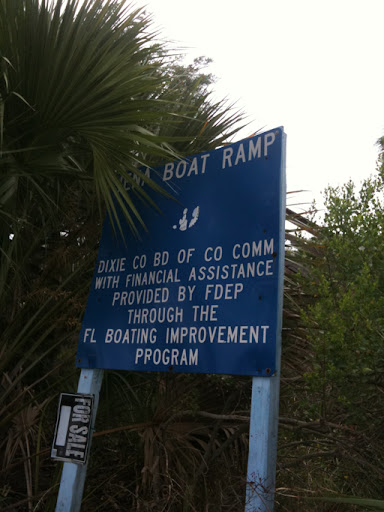 BOAT RAMP
DIXIE CO BD OF CO COMM
WITH FINANCIAL ASSISTANCE
PROVIDED BY FDEP
THROUGH THE
FL BOATING IMPROVEMENT
PROGRAM
FOR SALE